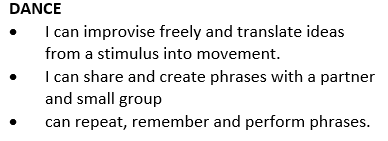 DANCE
• I can improvise freely and translate ideas
from a stimulus into movement.
• I can share and create phrases with a partner
and small group
• can repeat, remember and perform phrases.